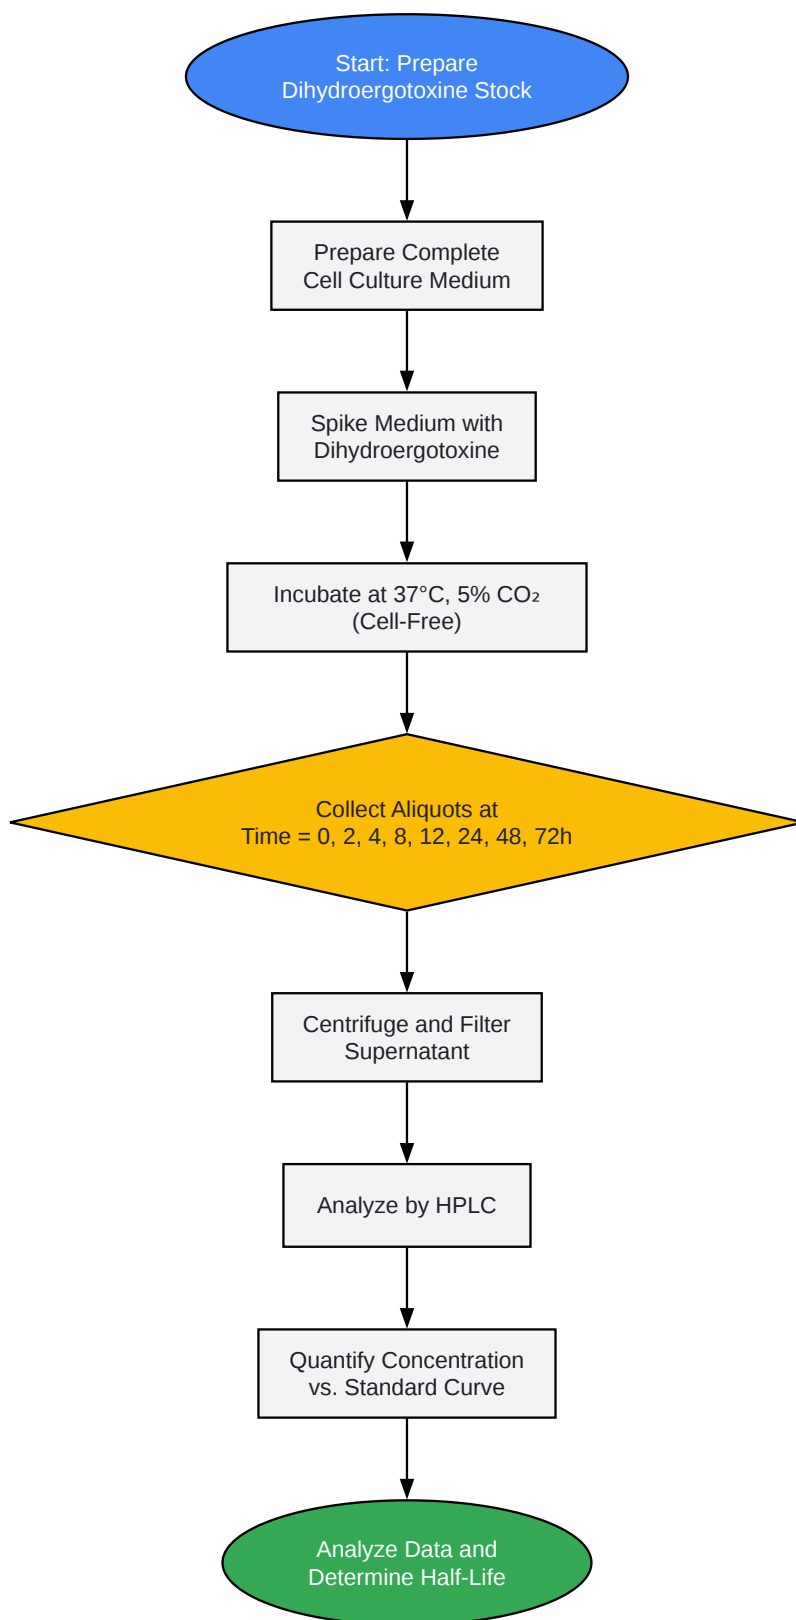 Start: Prepare
Dihydroergotoxine Stock
Prepare Complete
Cell Culture Medium
Spike Medium with
Dihydroergotoxine
Incubate at 37°C, 5% CO₂
(Cell-Free)
Collect Aliquots at
Time = 0, 2, 4, 8, 12, 24, 48, 72h
Centrifuge and Filter
Supernatant
Analyze by HPLC
Quantify Concentration
vs. Standard Curve
Analyze Data and
Determine Half-Life